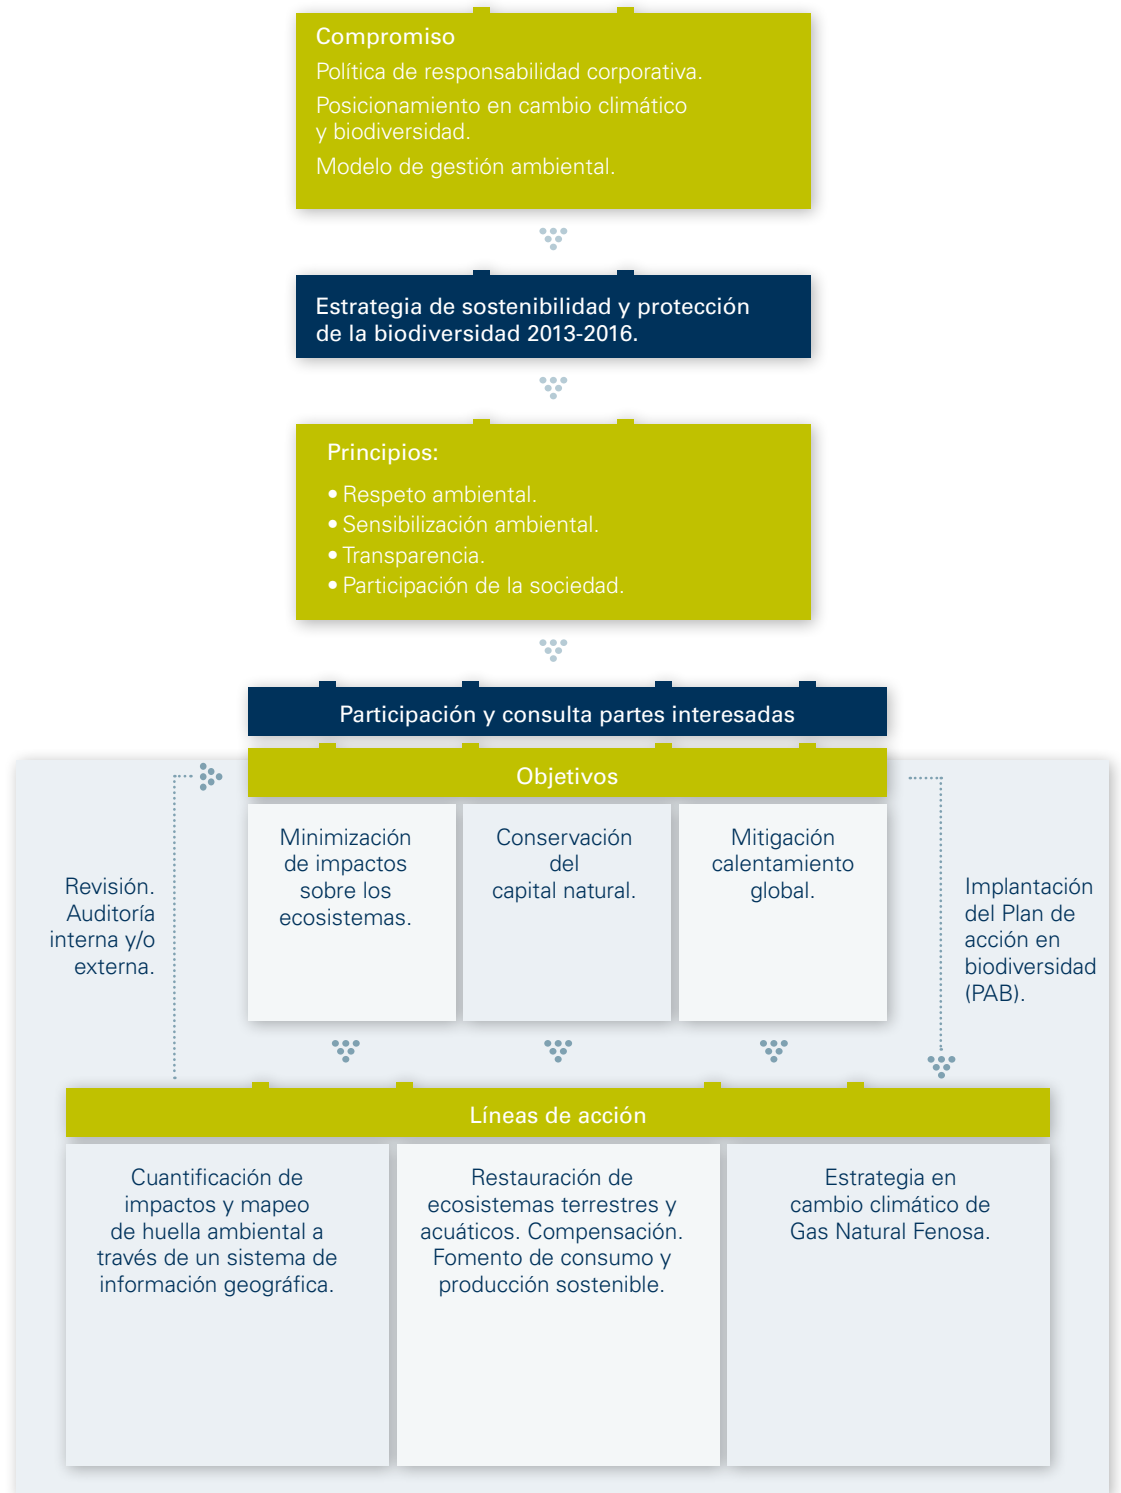 Compromiso
Política de responsabilidad corporativa.
Posicionamiento en cambio climático
y biodiversidad.
Modelo de gestión ambiental.
Estrategia de sostenibilidad y protección
de la biodiversidad 2013-2016.
Principios:
• Respeto ambiental.
• Sensibilización ambiental.
• Transparencia.
• Participación de la sociedad.
Participación y consulta partes interesadas
Objetivos
Minimización
de impactos
sobre los
ecosistemas.
Conservación
del
capital natural.
Mitigación
calentamiento
global.
Revisión.
Auditoría
interna y/o
externa.
Implantación
del Plan de
acción en
biodiversidad
(PAB).
Líneas de acción
Cuantificación de
impactos y mapeo
de huella ambiental a
través de un sistema de
información geográfica.
Restauración de
ecosistemas terrestres y
acuáticos. Compensación.
Fomento de consumo y
producción sostenible.
Estrategia en
cambio climático de
Gas Natural Fenosa.